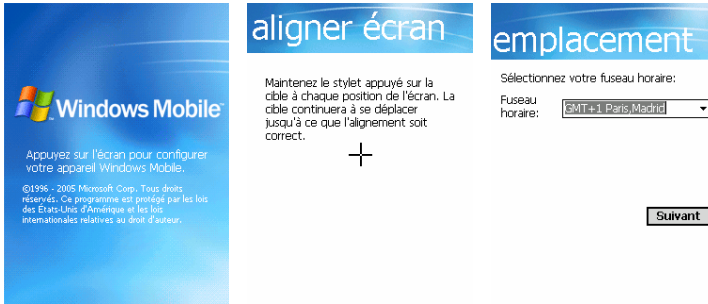 Windows Mobile
Appuyez sur l'écran pour configurer
votre appareil Windows Mobile.
©1996 - 2005 Microsoft Corp. Tous droits
réservés. Ce programme est protégé par les lois
des États-Unis d'Amérique et les lois
internationales relatives au droit d'auteur.
aligner écran
Maintenez le stylet appuyé sur la
cible à chaque position de l'écran. La
cible continuera à se déplacer
jusqu'à ce que l'alignement soit
correct.
emplacement
Sélectionnez votre fuseau horaire:
Fuseau
horaire:
GMT+1 Paris,Madrid
Suivant